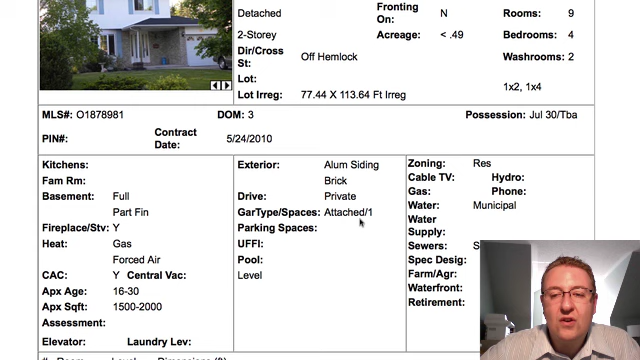 Detached Fronting On: N Rooms: 9
2-Storey Acreage: < .49 Bedrooms: 4
Dir/Cross St: Off Hemlock Washrooms: 2
Lot: 1x2, 1x4
Lot Irreg: 77.44 X 113.64 Ft Irreg
MLS#: O1878981 DOM: 3 Possession: Jul 30/Tba
PIN#: Contract Date: 5/24/2010
Kitchens: Exterior: Alum Siding Zoning: Res
Fam Rm: Brick Cable TV: Hydro:
Basement: Full Drive: Private Gas: Phone:
Part Fin GarType/Spaces: Attached/1 Water: Municipal
Fireplace/Stv: Y Parking Spaces: Water Supply:
Heat: Gas UFFI: Sewers: S
Forced Air Pool: Spec Desig:
CAC: Y Central Vac: Level Farm/Agr:
Apx Age: 16-30 Waterfront:
Apx Sqft: 1500-2000 Retirement:
Assessment:
Elevator: Laundry Lev:
# Room Level Dimensions (ft)